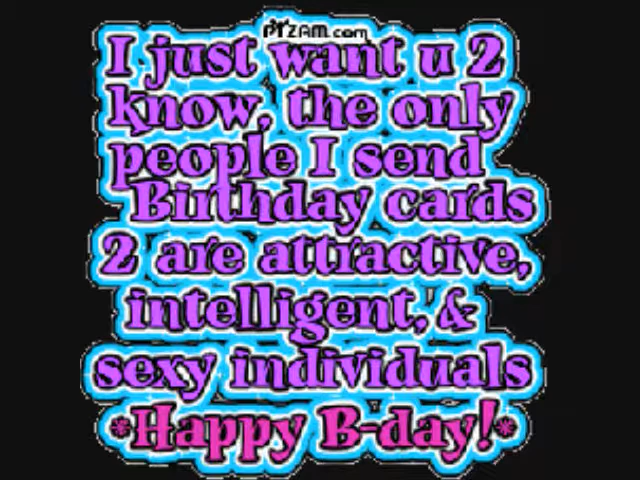 PYZAM.com
I just want u 2
know, the only
people I send
Birthday cards
2 are attractive,
intelligent, &
sexy individuals
*Happy B-day!*